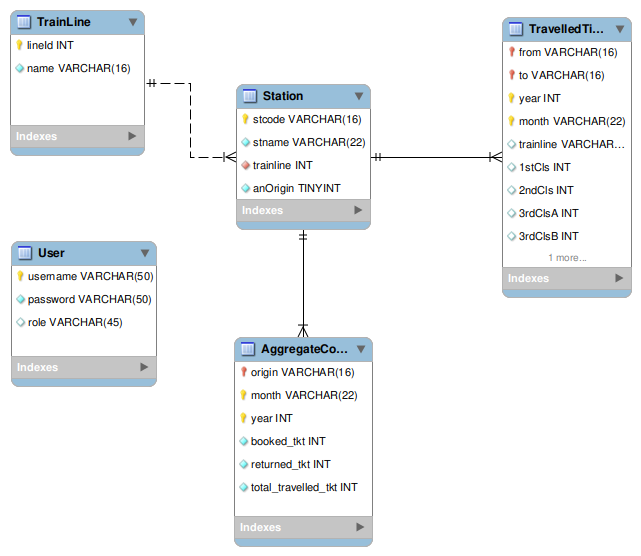 TrainLine
lineId INT
name VARCHAR(16)
Indexes
Station
stcode VARCHAR(16)
stname VARCHAR(22)
trainline INT
anOrigin TINYINT
Indexes
TravelledTi...
from VARCHAR(16)
to VARCHAR(16)
year INT
month VARCHAR(22)
trainline VARCHAR...
1stCls INT
2ndCls INT
3rdClsA INT
3rdClsB INT
1 more...
Indexes
User
username VARCHAR(50)
password VARCHAR(50)
role VARCHAR(45)
Indexes
AggregateCo...
origin VARCHAR(16)
month VARCHAR(22)
year INT
booked_tkt INT
returned_tkt INT
total_travelled_tkt INT
Indexes